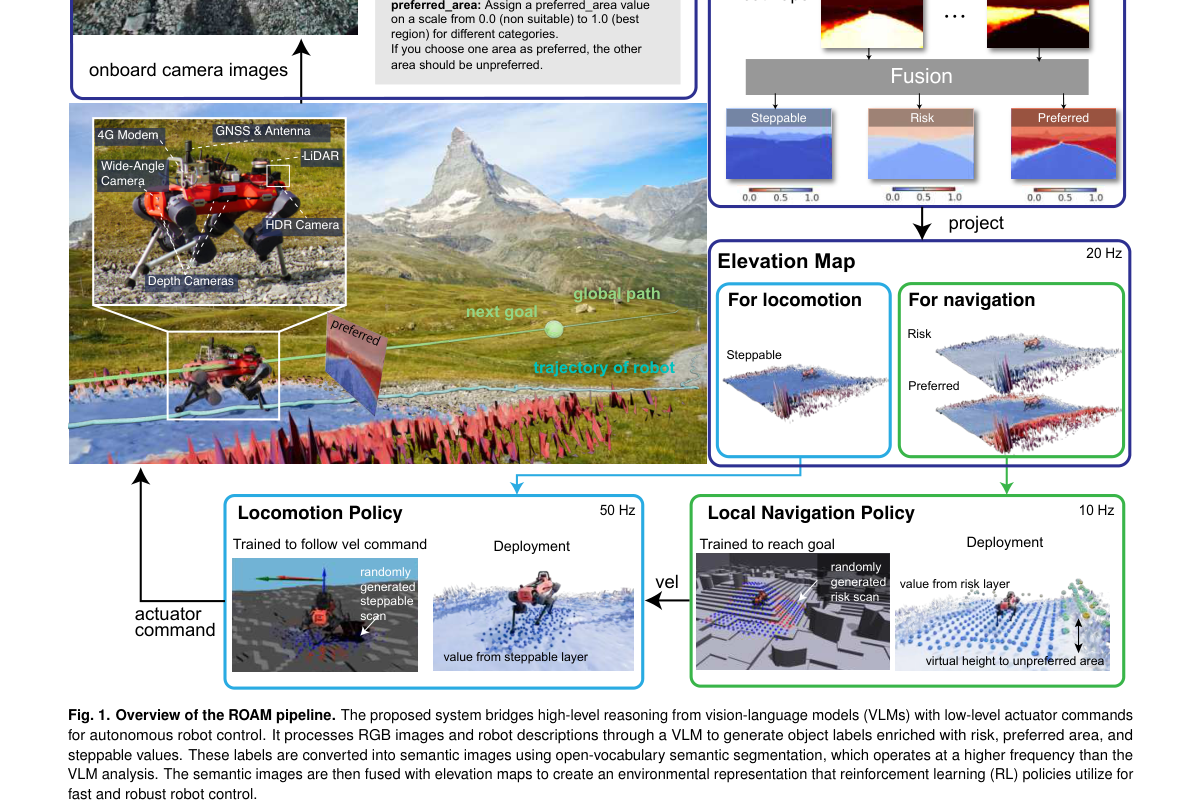 preferred_area: Assign a preferred_area value
on a scale from 0.0 (non suitable) to 1.0 (best
region) for different categories.
If you choose one area as preferred, the other
area should be unpreferred.
onboard camera images
...
Fusion
Steppable
Risk
Preferred
0.0 0.5 1.0
0.0 0.5 1.0
0.0 0.5 1.0
project
4G Modem
GNSS & Antenna
LiDAR
Wide-Angle
Camera
HDR Camera
Depth Cameras
preferred
next goal
global path
trajectory of robot
Elevation Map
20 Hz
For locomotion
Steppable
For navigation
Risk
Preferred
Locomotion Policy
50 Hz
Trained to follow vel command
randomly
generated
steppable
scan
Deployment
value from steppable layer
vel
actuator
command
Local Navigation Policy
10 Hz
Trained to reach goal
randomly
generated
risk scan
Deployment
value from risk layer
virtual height to unpreferred area
Fig. 1. Overview of the ROAM pipeline. The proposed system bridges high-level reasoning from vision-language models (VLMs) with low-level actuator commands
for autonomous robot control. It processes RGB images and robot descriptions through a VLM to generate object labels enriched with risk, preferred area, and
steppable values. These labels are converted into semantic images using open-vocabulary semantic segmentation, which operates at a higher frequency than the
VLM analysis. The semantic images are then fused with elevation maps to create an environmental representation that reinforcement learning (RL) policies utilize for
fast and robust robot control.